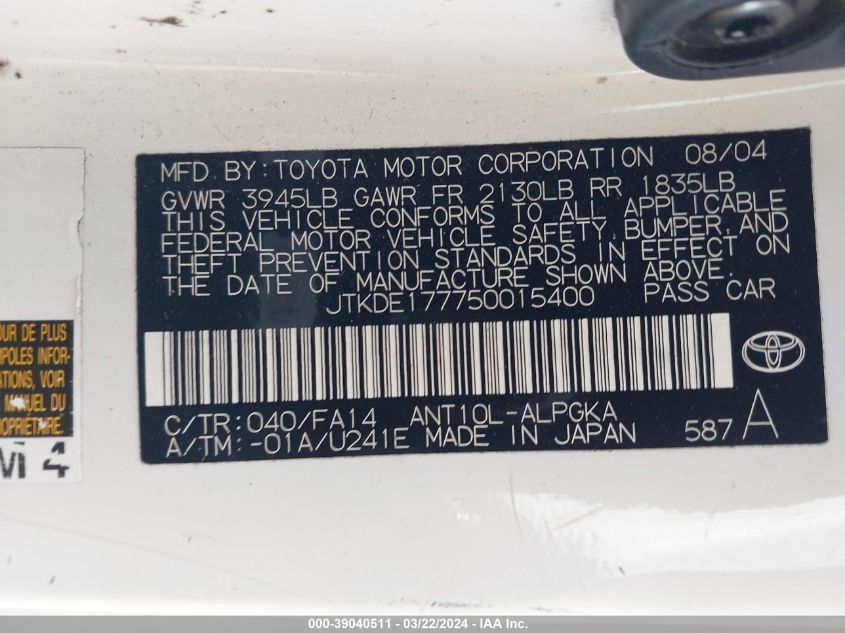 MFD. BY: TOYOTA MOTOR CORPORATION 08/04
GVWR 3945LB GAWR FR 2130LB RR 1835LB
THIS VEHICLE CONFORMS TO ALL APPLICABLE
FEDERAL MOTOR VEHICLE SAFETY, BUMPER, AND
THEFT PREVENTION STANDARDS IN EFFECT ON
THE DATE OF MANUFACTURE SHOWN ABOVE.
JTKDE177750015400 PASS CAR
C/TR: 040/FA14 ANT10L-ALPGKA
A/TM: -01A/U241E MADE IN JAPAN 587 A
OUR DE PLUS
MPOLES INFOR-
ATIONS, VOIR
MANUEL DU
PROPRIÉTAIRE.
M 4
000-39040511 - 03/22/2024 - IAA Inc.